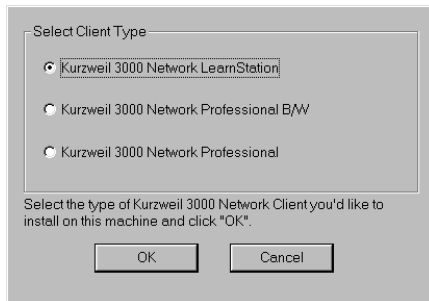 Select Client Type
Kurzweil 3000 Network LearnStation
Kurzweil 3000 Network Professional B/W
Kurzweil 3000 Network Professional
Select the type of Kurzweil 3000 Network Client you'd like to
install on this machine and click "OK".
OK
Cancel